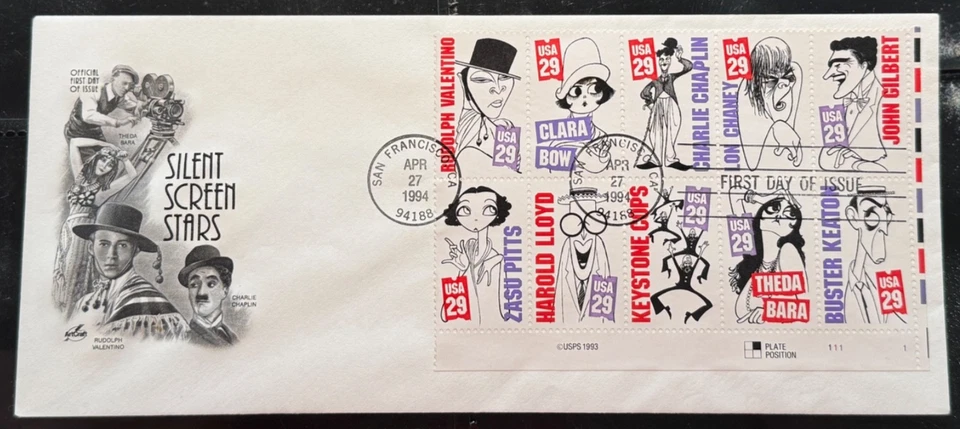 OFFICIAL
FIRST DAY
OF ISSUE
THEDA
BARA
SILENT
SCREEN
STARS
CHARLIE
CHAPLIN
RUDOLPH
VALENTINO
ArtCraft
RUDOLPH VALENTINO
USA
29
USA
29
CLARA
BOW
USA
29
CHARLIE CHAPLIN
USA
29
LON CHANEY
USA
29
JOHN GILBERT
SAN FRANCISCO, CA
APR
27
1994
94188
SAN FRANCISCO, CA
APR
27
1994
94188
FIRST DAY OF ISSUE
USA
29
ZASU PITTS
HAROLD LLOYD
USA
29
KEYSTONE COPS
USA
29
USA
29
THEDA
BARA
BUSTER KEATON
USA
29
©USPS 1993
PLATE
POSITION
111
1